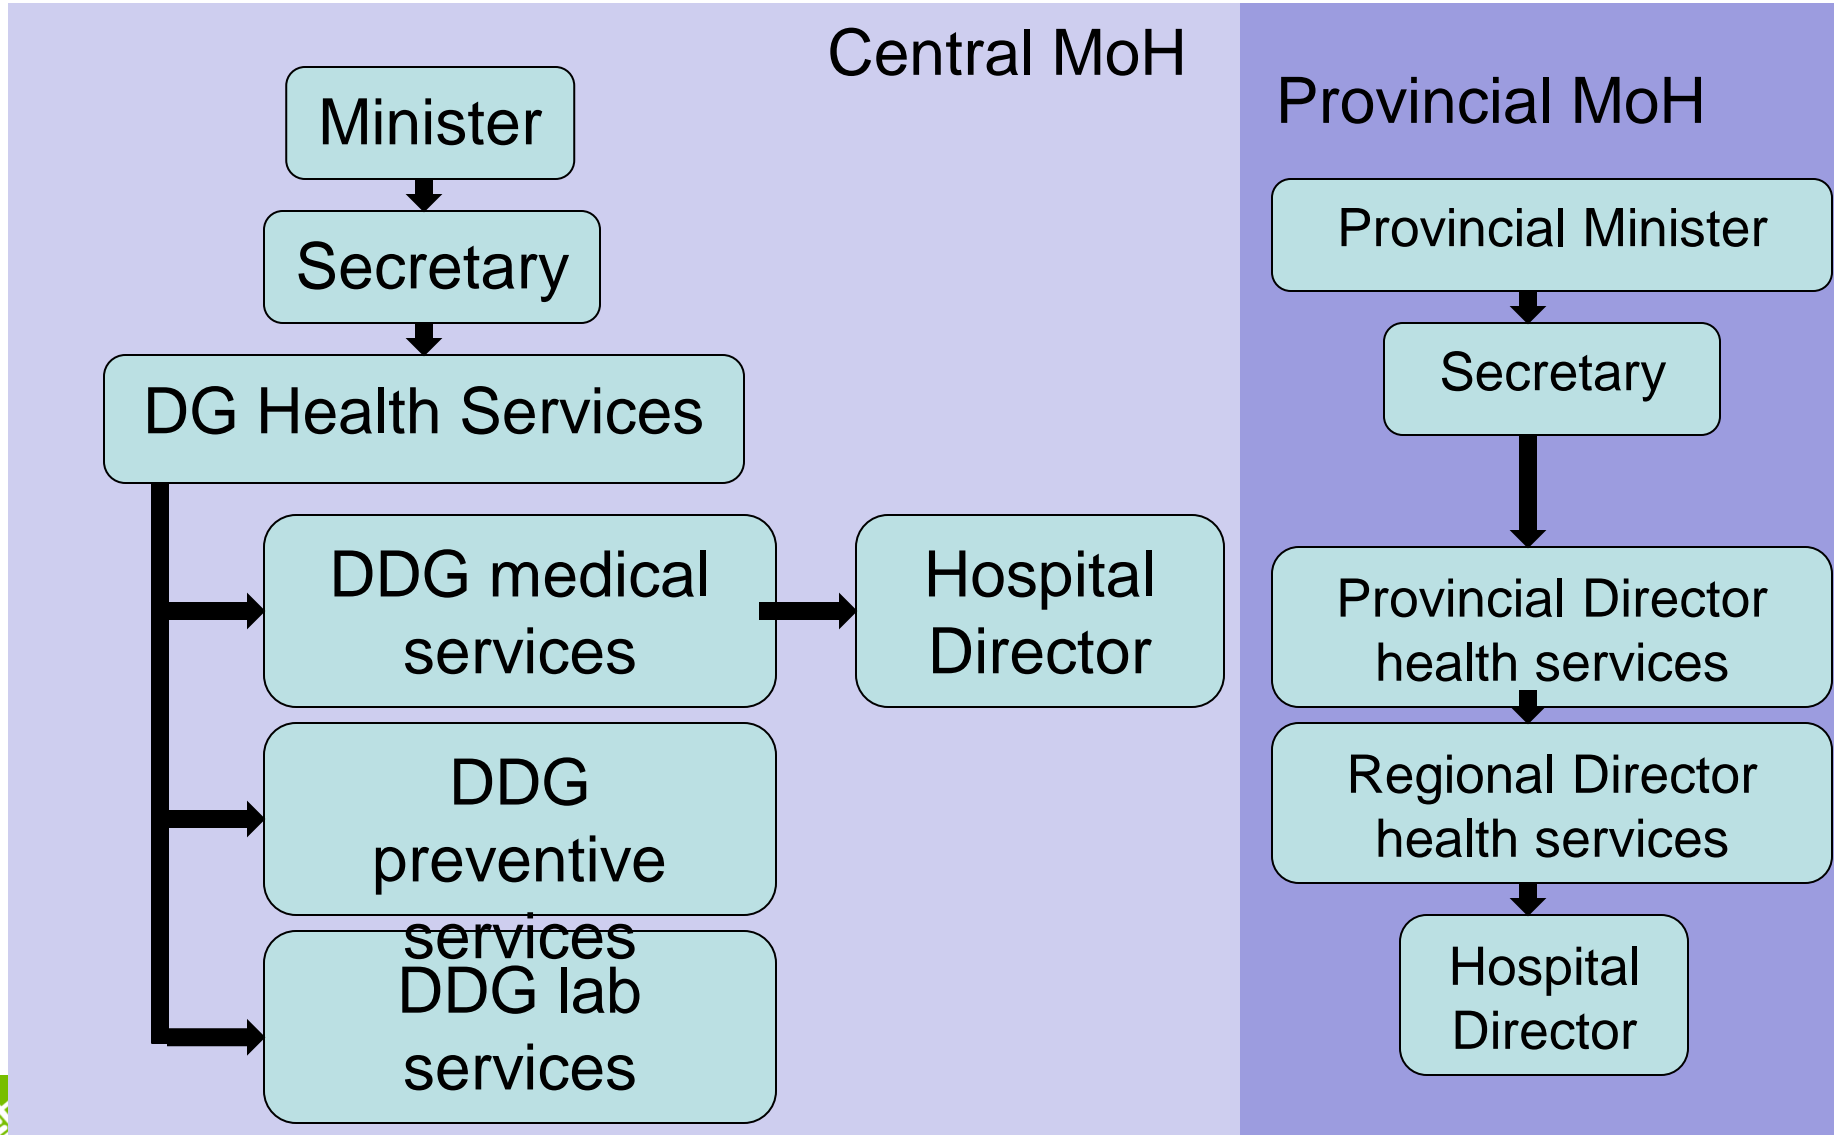 Central MoH
Minister
Secretary
DG Health Services
DDG medical
services
Hospital
Director
DDG
preventive
services
DDG lab
services
Provincial MoH
Provincial Minister
Secretary
Provincial Director
health services
Regional Director
health services
Hospital
Director